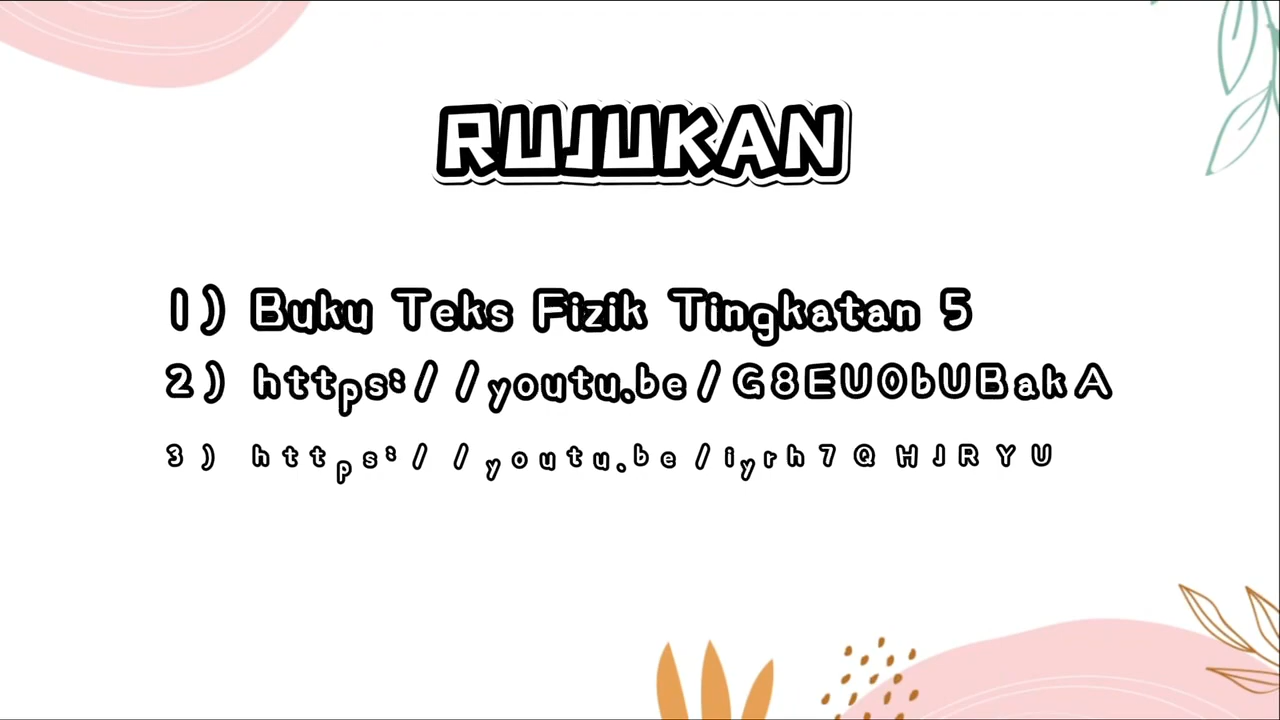 RUJUKAN
1) Buku Teks Fizik Tingkatan 5
2) https://youtu.be/G8EU0bUBakA
3) https://youtu.be/iyrh7QHJRYU